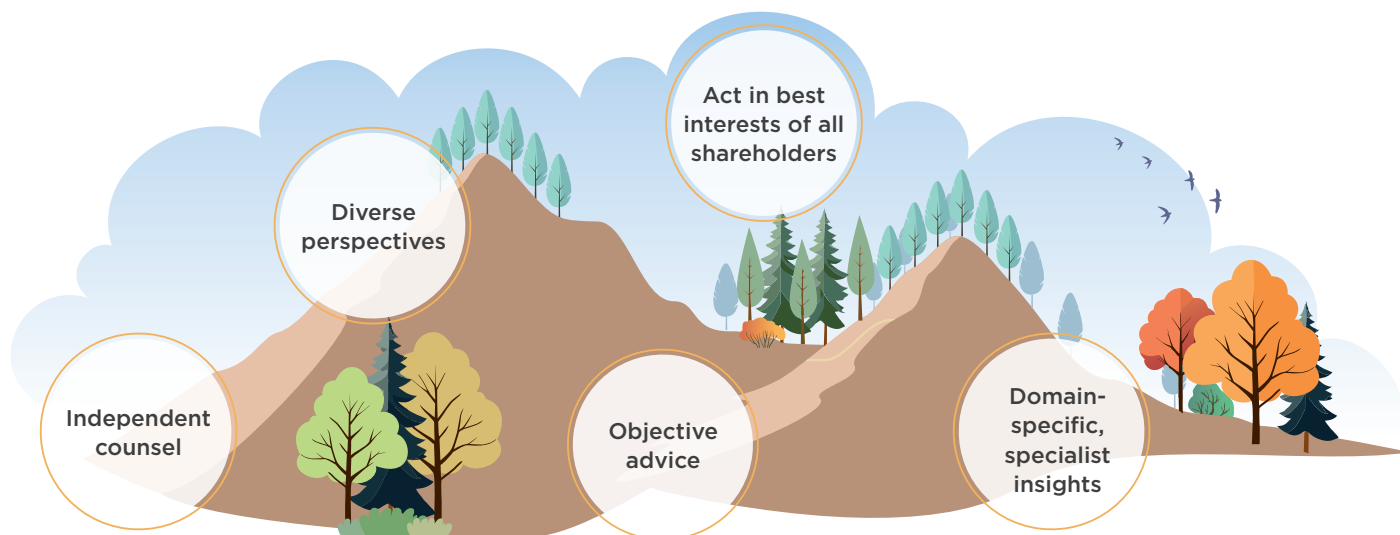 Act in best
interests of all
shareholders
Diverse
perspectives
Independent
counsel
Objective
advice
Domain-
specific,
specialist
insights